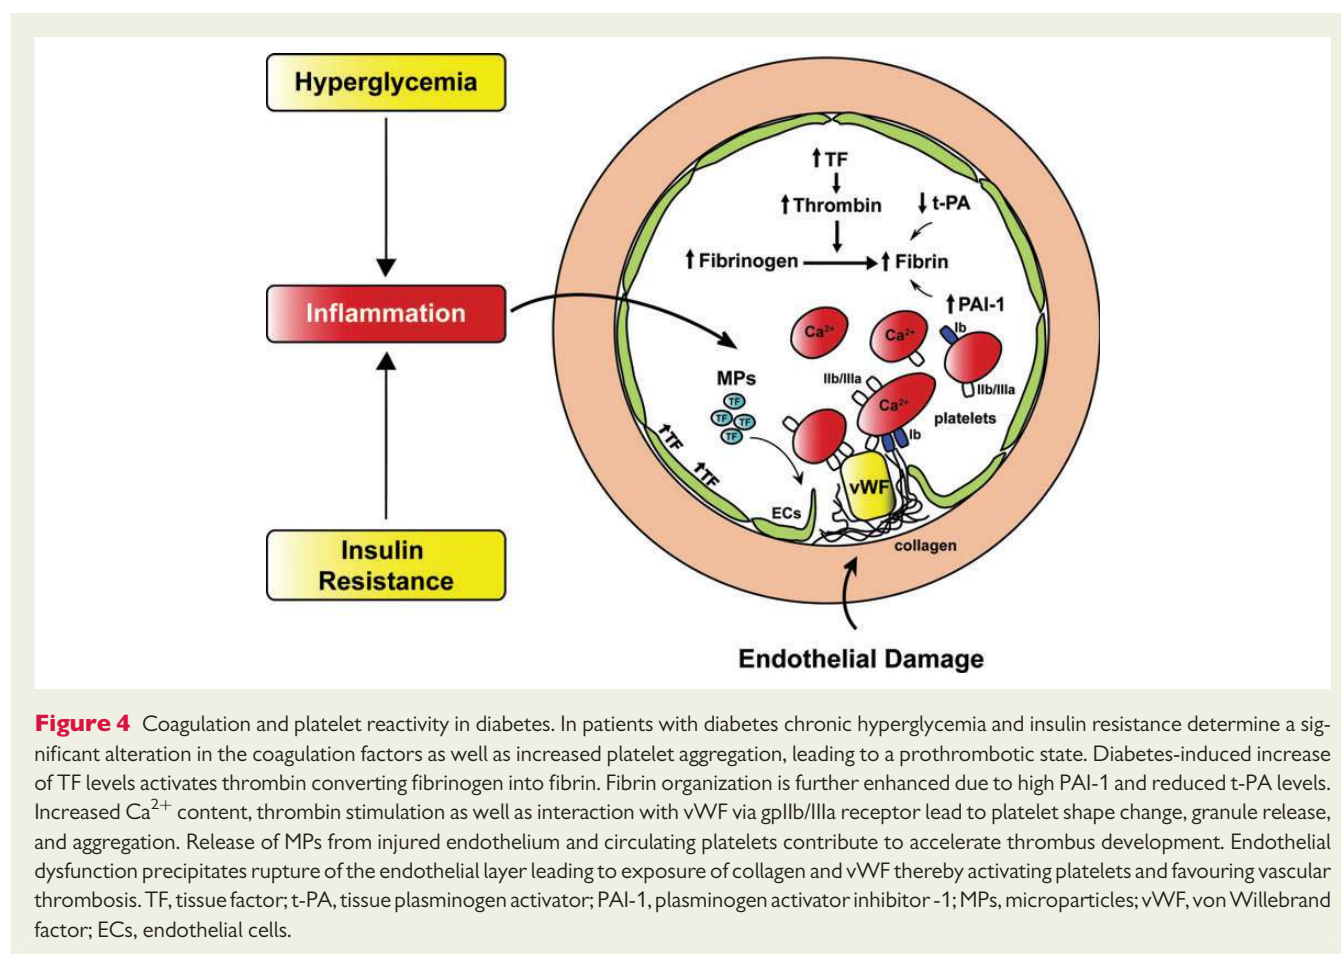 Hyperglycemia
Inflammation
Insulin
Resistance
↑TF
↑Thrombin
↓t-PA
↑Fibrinogen
↑Fibrin
↑PAI-1
Ca²⁺
Ca²⁺
Ib
IIb/IIIa
MPs
IIb/IIIa
Ca²⁺
platelets
Ib
TF
TF
TF
TF
↑TF
↑TF
vWF
ECs
collagen
Endothelial Damage
Figure 4 Coagulation and platelet reactivity in diabetes. In patients with diabetes chronic hyperglycemia and insulin resistance determine a sig-
nificant alteration in the coagulation factors as well as increased platelet aggregation, leading to a prothrombotic state. Diabetes-induced increase
of TF levels activates thrombin converting fibrinogen into fibrin. Fibrin organization is further enhanced due to high PAI-1 and reduced t-PA levels.
Increased Ca²⁺ content, thrombin stimulation as well as interaction with vWF via gpIIb/IIIa receptor lead to platelet shape change, granule release,
and aggregation. Release of MPs from injured endothelium and circulating platelets contribute to accelerate thrombus development. Endothelial
dysfunction precipitates rupture of the endothelial layer leading to exposure of collagen and vWF thereby activating platelets and favouring vascular
thrombosis. TF, tissue factor; t-PA, tissue plasminogen activator; PAI-1, plasminogen activator inhibitor -1; MPs, microparticles; vWF, von Willebrand
factor; ECs, endothelial cells.